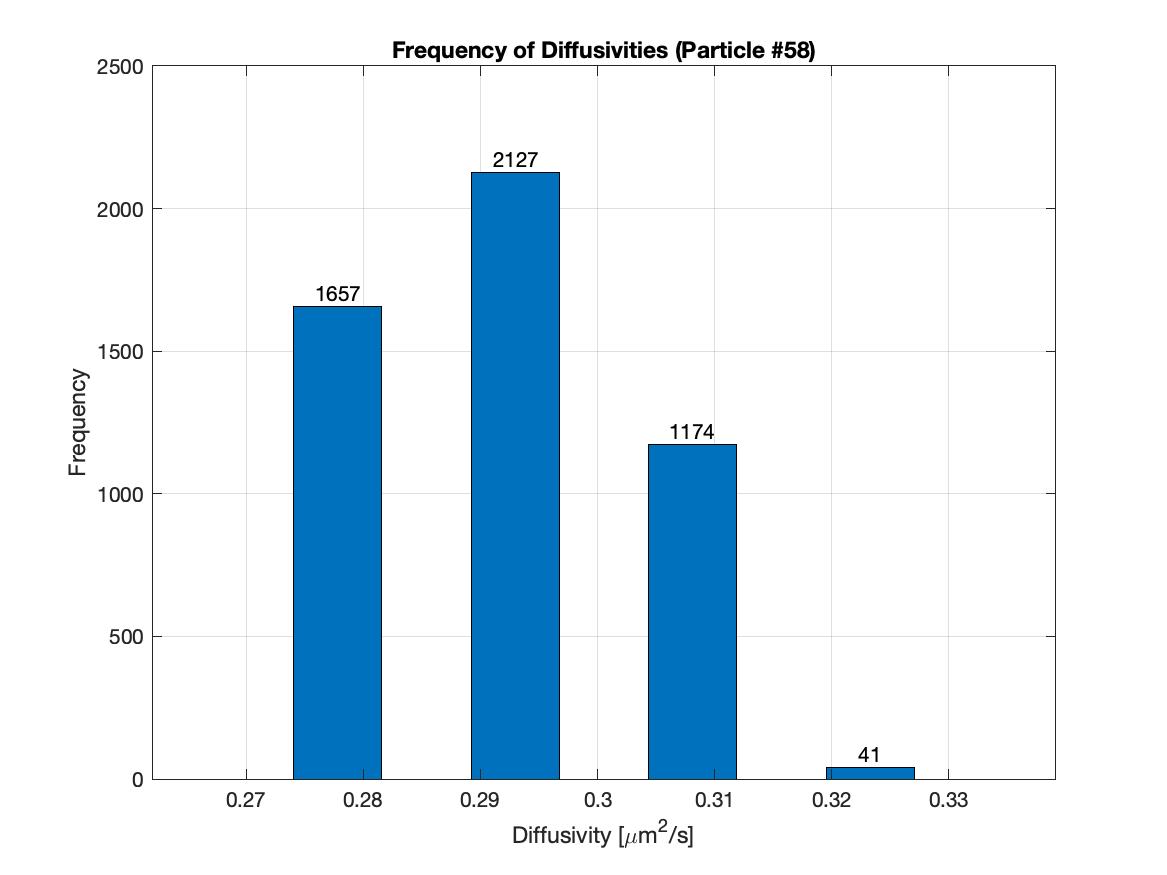 Frequency of Diffusivities (Particle #58)
2500
2000
1500
1000
500
0
Frequency
1657
2127
1174
41
0.27 0.28 0.29 0.3 0.31 0.32 0.33
Diffusivity [μm²/s]